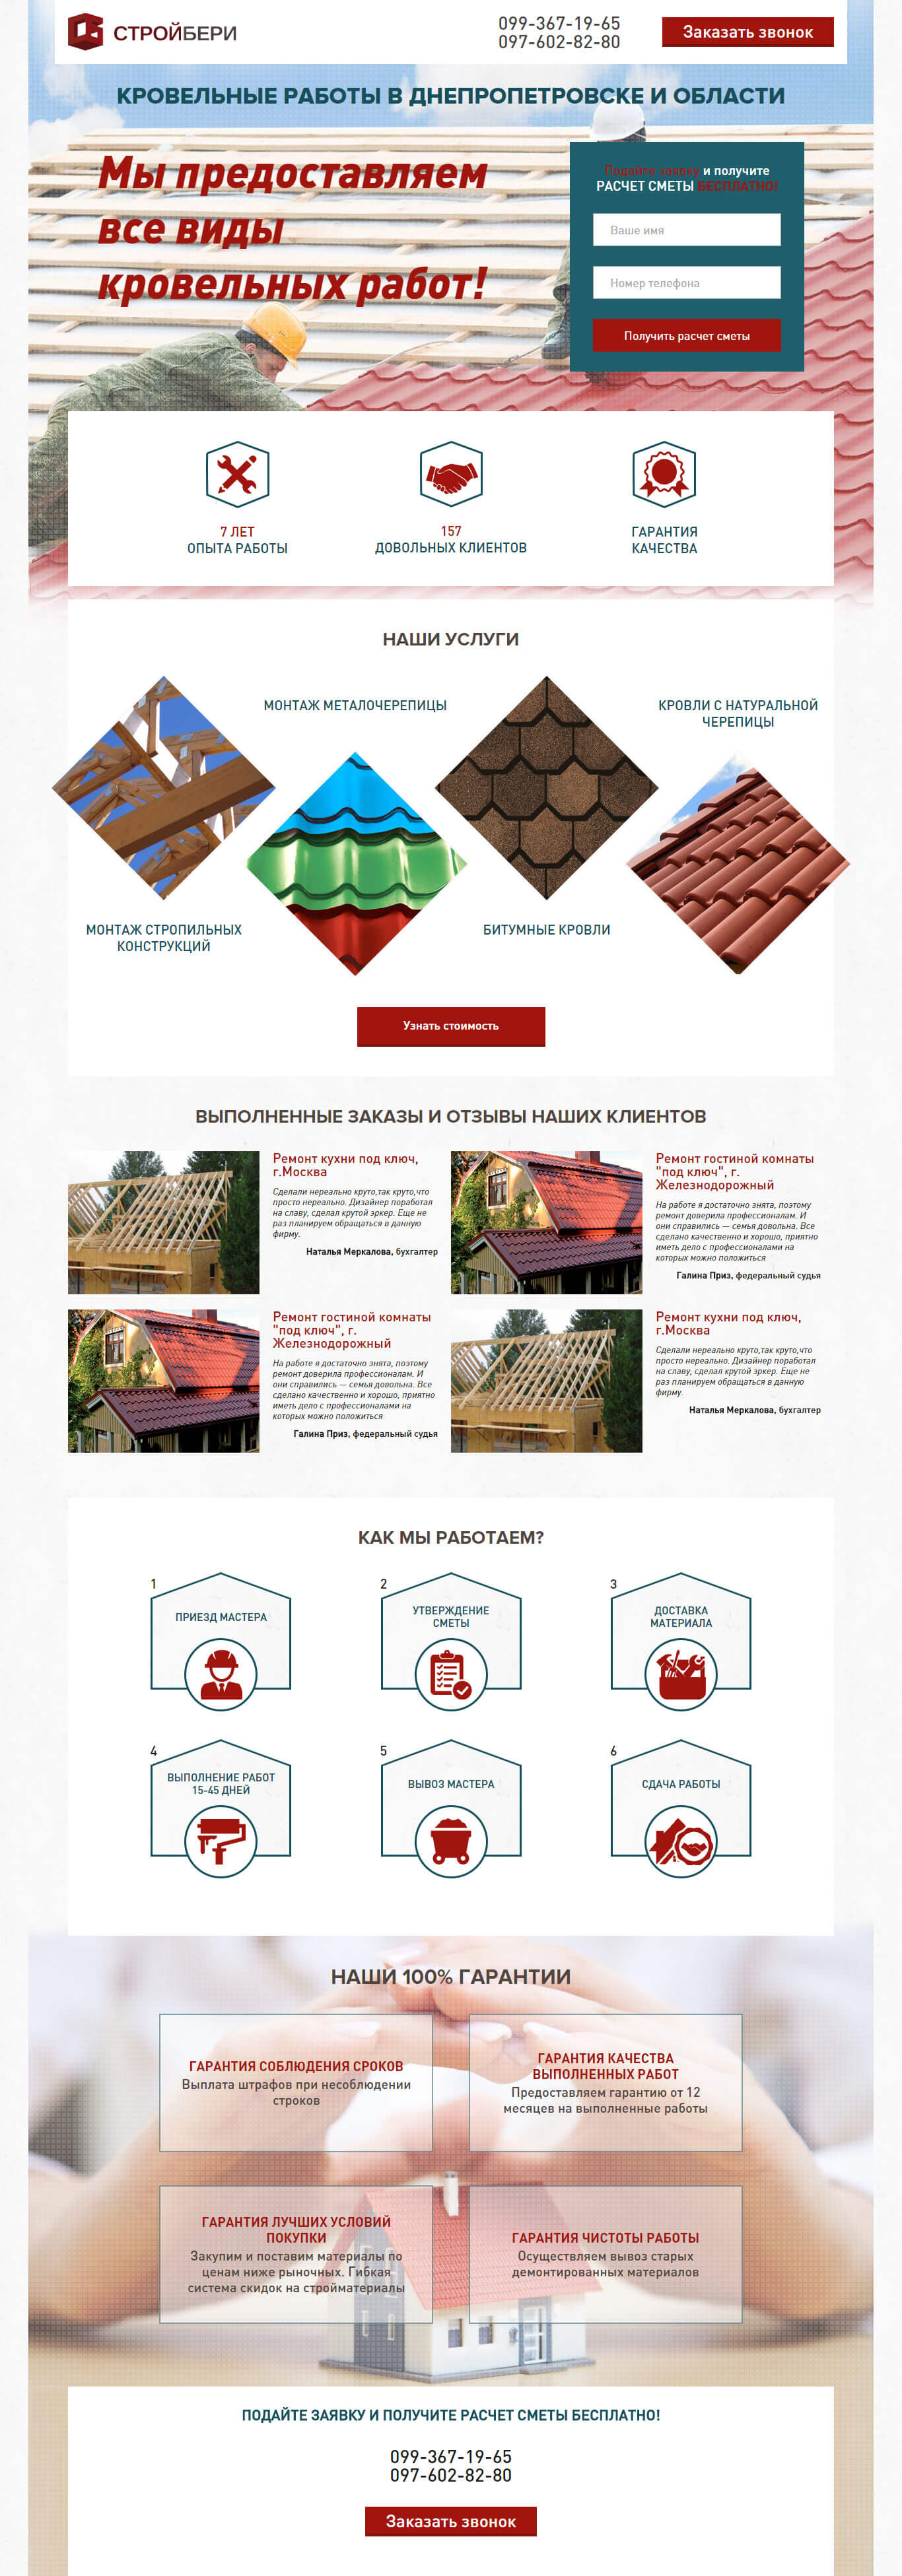 СТРОЙБЕРИ
099-367-19-65
097-602-82-80
Заказать звонок
КРОВЕЛЬНЫЕ РАБОТЫ В ДНЕПРОПЕТРОВСКЕ И ОБЛАСТИ
Мы предоставляем
все виды
кровельных работ!
Подайте заявку и получите
РАСЧЕТ СМЕТЫ БЕСПЛАТНО!
Ваше имя
Номер телефона
Получить расчет сметы
7 ЛЕТ
ОПЫТА РАБОТЫ
157
ДОВОЛЬНЫХ КЛИЕНТОВ
ГАРАНТИЯ
КАЧЕСТВА
НАШИ УСЛУГИ
МОНТАЖ СТРОПИЛЬНЫХ
КОНСТРУКЦИЙ
МОНТАЖ МЕТАЛОЧЕРЕПИЦЫ
БИТУМНЫЕ КРОВЛИ
КРОВЛИ С НАТУРАЛЬНОЙ
ЧЕРЕПИЦЫ
Узнать стоимость
ВЫПОЛНЕННЫЕ ЗАКАЗЫ И ОТЗЫВЫ НАШИХ КЛИЕНТОВ
Ремонт кухни под ключ,
г.Москва
Сделали нереально круто,так круто,что
просто нереально. Дизайнер поработал
на славу, сделал крутой эркер. Еще не
раз планируем обращаться в данную
фирму.
Наталья Меркалова, бухгалтер
Ремонт гостиной комнаты
"под ключ", г.
Железнодорожный
На работе я достаточно знята, поэтому
ремонт доверила профессионалам. И
они справились — семья довольна. Все
сделано качественно и хорошо, приятно
иметь дело с профессионалами на
которых можно положиться
Галина Приз, федеральный судья
Ремонт гостиной комнаты
"под ключ", г.
Железнодорожный
На работе я достаточно знята, поэтому
ремонт доверила профессионалам. И
они справились — семья довольна. Все
сделано качественно и хорошо, приятно
иметь дело с профессионалами на
которых можно положиться
Галина Приз, федеральный судья
Ремонт кухни под ключ,
г.Москва
Сделали нереально круто,так круто,что
просто нереально. Дизайнер поработал
на славу, сделал крутой эркер. Еще не
раз планируем обращаться в данную
фирму.
Наталья Меркалова, бухгалтер
КАК МЫ РАБОТАЕМ?
1
ПРИЕЗД МАСТЕРА
2
УТВЕРЖДЕНИЕ
СМЕТЫ
3
ДОСТАВКА
МАТЕРИАЛА
4
ВЫПОЛНЕНИЕ РАБОТ
15-45 ДНЕЙ
5
ВЫВОЗ МАСТЕРА
6
СДАЧА РАБОТЫ
НАШИ 100% ГАРАНТИИ
ГАРАНТИЯ СОБЛЮДЕНИЯ СРОКОВ
Выплата штрафов при несоблюдении
строков
ГАРАНТИЯ КАЧЕСТВА
ВЫПОЛНЕННЫХ РАБОТ
Предоставляем гарантию от 12
месяцев на выполненные работы
ГАРАНТИЯ ЛУЧШИХ УСЛОВИЙ
ПОКУПКИ
Закупим и поставим материалы по
ценам ниже рыночных. Гибкая
система скидок на стройматериалы
ГАРАНТИЯ ЧИСТОТЫ РАБОТЫ
Осуществляем вывоз старых
демонтированных материалов
ПОДАЙТЕ ЗАЯВКУ И ПОЛУЧИТЕ РАСЧЕТ СМЕТЫ БЕСПЛАТНО!
099-367-19-65
097-602-82-80
Заказать звонок